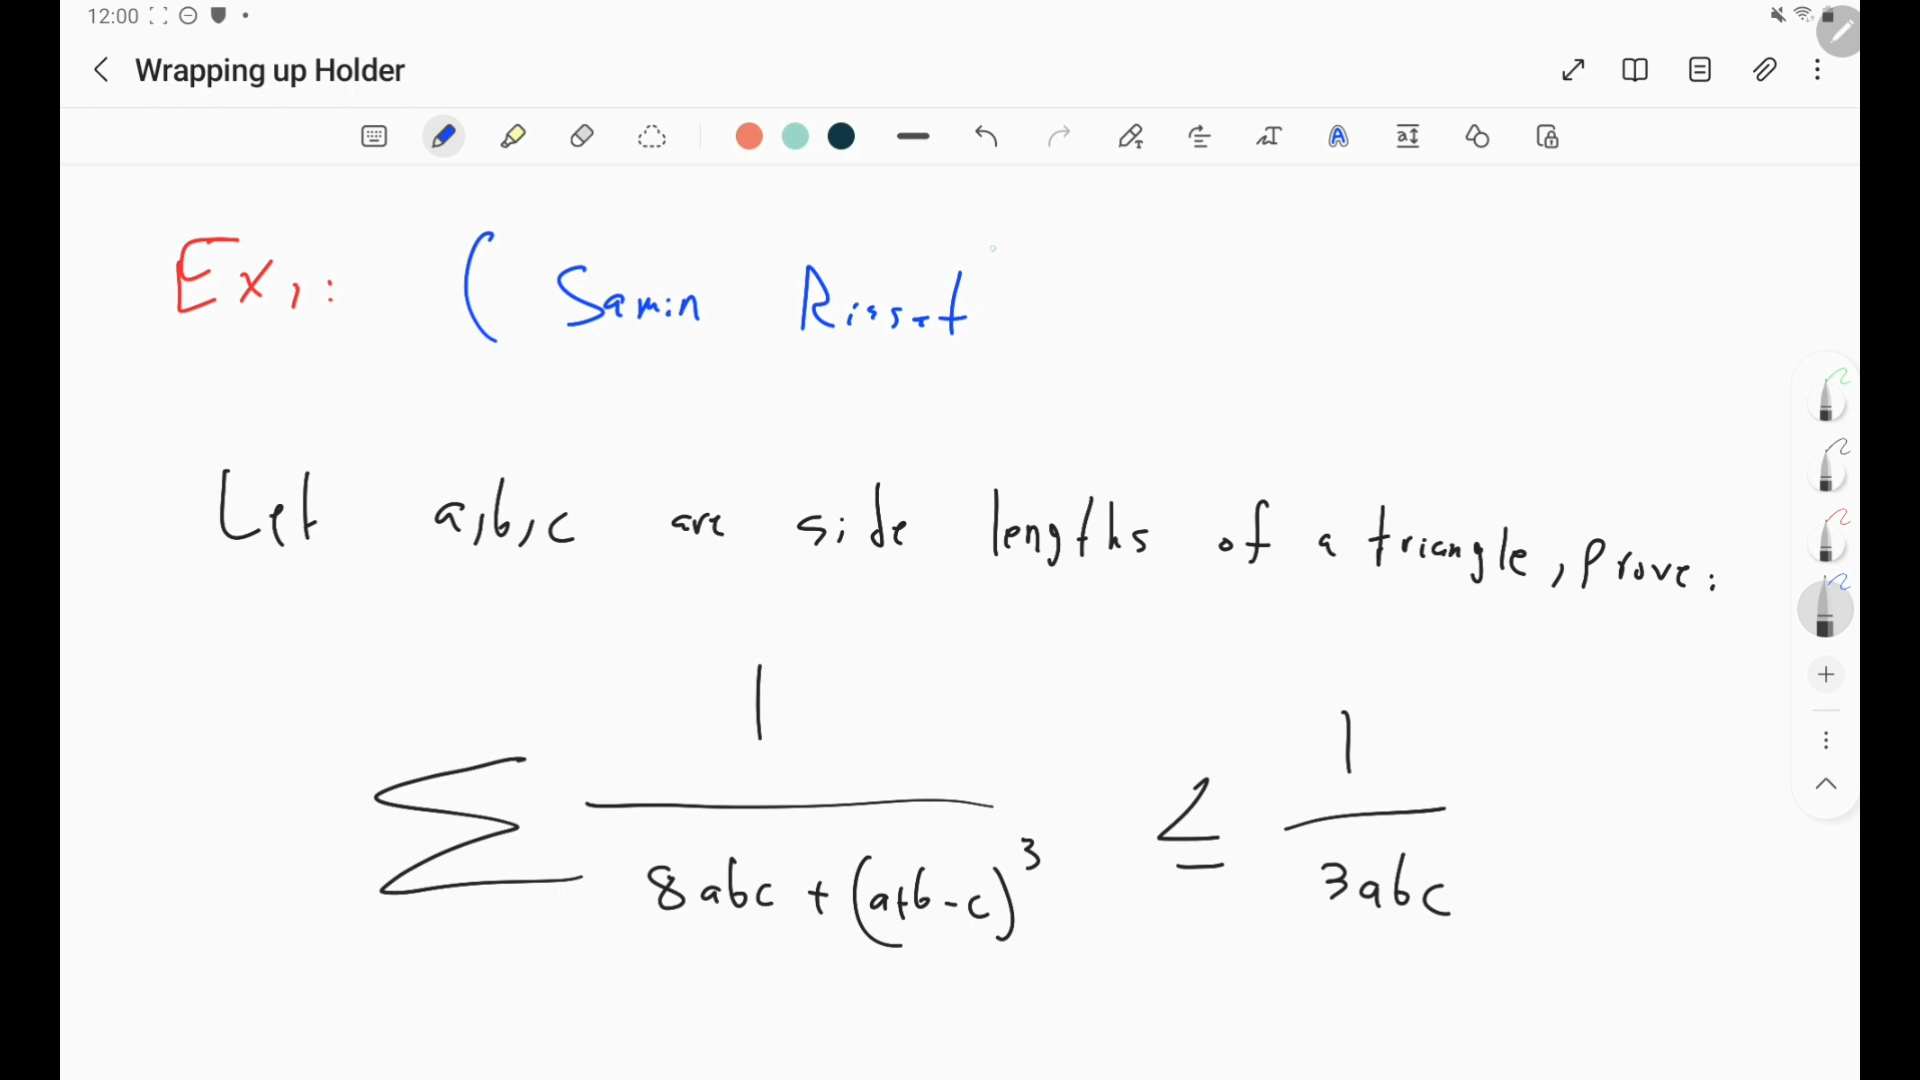 12:00
Wrapping up Holder
Ex1:
( Samin Riasat
Let a,b,c are side lengths of a triangle, prove:
∑ 1 / (8abc + (a+b-c)^3) ≤ 1 / (3abc)